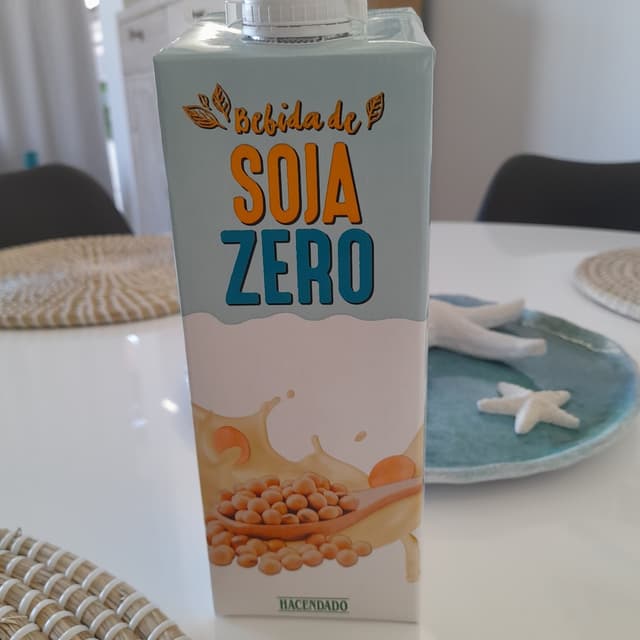 Bebida de
SOJA
ZERO
HACENDADO